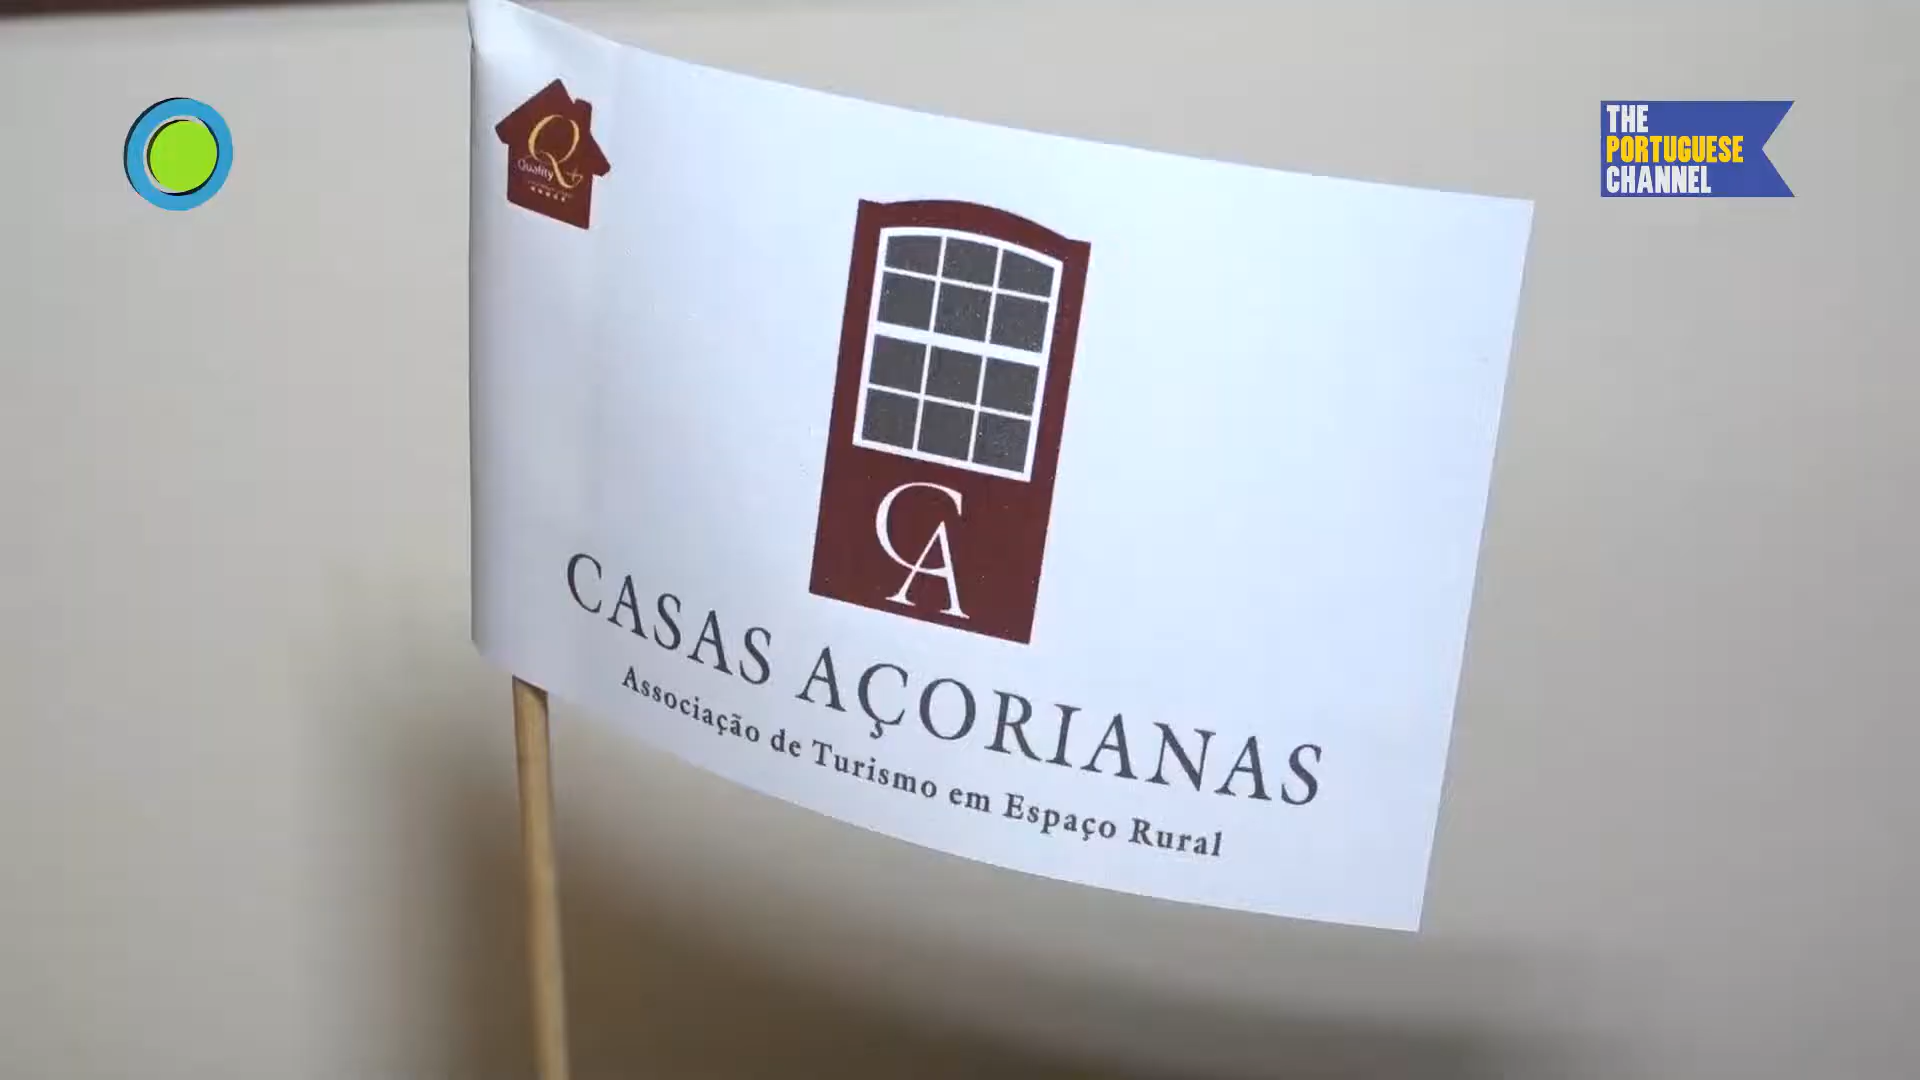 THE
PORTUGUESE
CHANNEL
Q+
Quality
CA
CASAS AÇORIANAS
Associação de Turismo em Espaço Rural